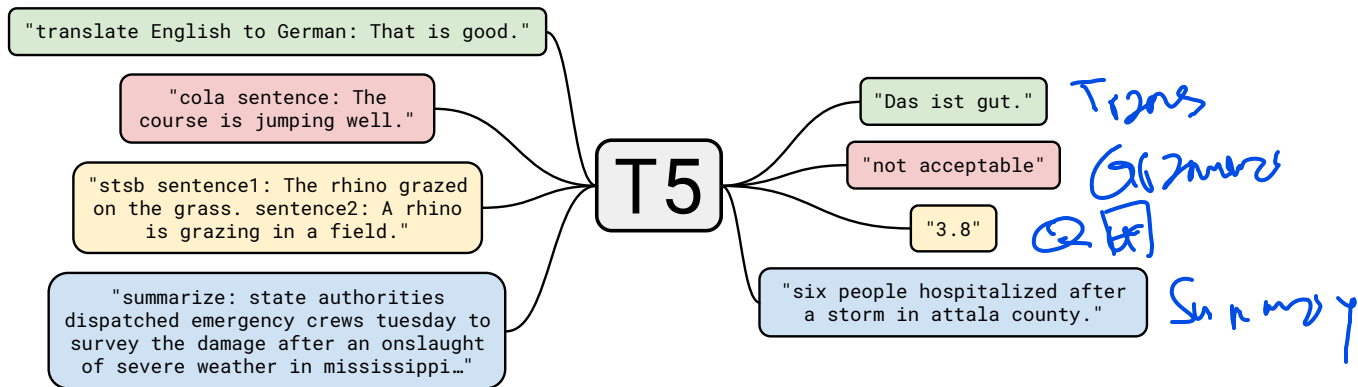 "translate English to German: That is good."
"cola sentence: The
course is jumping well."
"stsb sentence1: The rhino grazed
on the grass. sentence2: A rhino
is grazing in a field."
"summarize: state authorities
dispatched emergency crews tuesday to
survey the damage after an onslaught
of severe weather in mississippi…"
T5
"Das ist gut."
Trans
"not acceptable"
"3.8"
"six people hospitalized after
a storm in attala county."
Summary